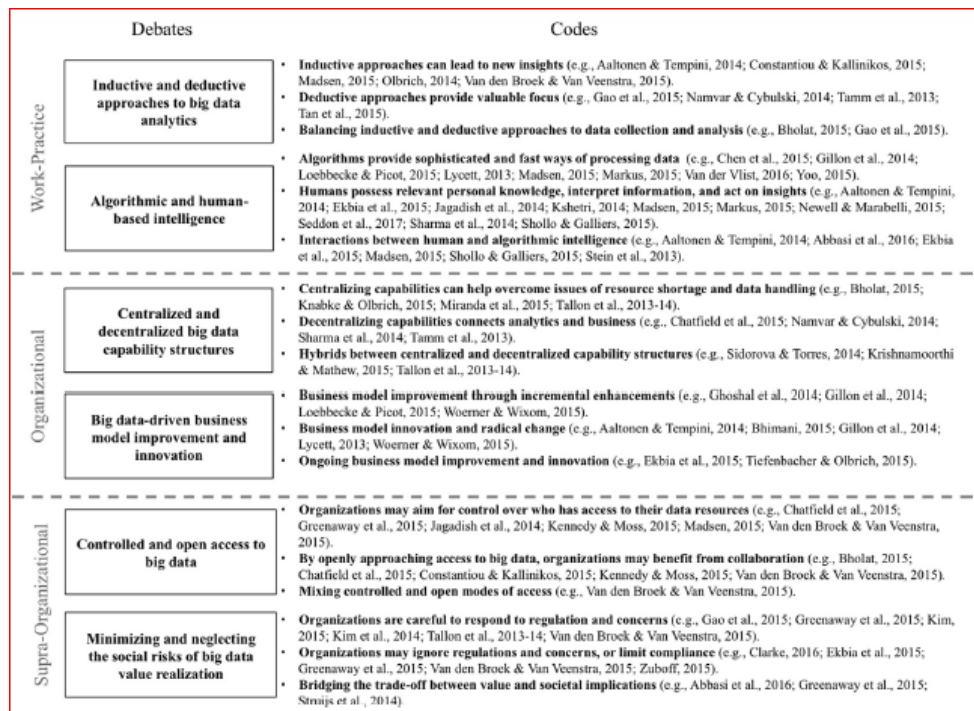 Debates
Codes
Work-Practice
Inductive and deductive
approaches to big data
analytics
• Inductive approaches can lead to new insights (e.g., Aaltonen & Tempini, 2014; Constantiou & Kallinikos, 2015;
Madsen, 2015; Olbrich, 2014; Van den Broek & Van Veenstra, 2015).
• Deductive approaches provide valuable focus (e.g., Gao et al., 2015; Namvar & Cybulski, 2014; Tamm et al., 2013;
Tan et al., 2015).
• Balancing inductive and deductive approaches to data collection and analysis (e.g., Bholat, 2015; Gao et al., 2015).
Algorithmic and human-
based intelligence
• Algorithms provide sophisticated and fast ways of processing data (e.g., Chen et al., 2015; Gillon et al., 2014;
Loebbecke & Picot, 2015; Lycett, 2013; Madsen, 2015; Markus, 2015; Van der Vlist, 2016; Yoo, 2015).
• Humans possess relevant personal knowledge, interpret information, and act on insights (e.g., Aaltonen & Tempini,
2014; Ekbia et al., 2015; Jagadish et al., 2014; Kshetri, 2014; Madsen, 2015; Markus, 2015; Newell & Marabelli, 2015;
Seddon et al., 2017; Sharma et al., 2014; Shollo & Galliers, 2015).
• Interactions between human and algorithmic intelligence (e.g., Aaltonen & Tempini, 2014; Abbasi et al., 2016; Ekbia
et al., 2015; Madsen, 2015; Shollo & Galliers, 2015; Stein et al., 2013).
Organizational
Centralized and
decentralized big data
capability structures
• Centralizing capabilities can help overcome issues of resource shortage and data handling (e.g., Bholat, 2015;
Knabke & Olbrich, 2015; Miranda et al., 2015; Tallon et al., 2013-14).
• Decentralizing capabilities connects analytics and business (e.g., Chatfield et al., 2015; Namvar & Cybulski, 2014;
Sharma et al., 2014; Tamm et al., 2013).
• Hybrids between centralized and decentralized capability structures (e.g., Sidorova & Torres, 2014; Krishnamoorthi
& Mathew, 2015; Tallon et al., 2013-14).
Big data-driven business
model improvement and
innovation
• Business model improvement through incremental enhancements (e.g., Ghoshal et al., 2014; Gillon et al., 2014;
Loebbecke & Picot, 2015; Woerner & Wixom, 2015).
• Business model innovation and radical change (e.g., Aaltonen & Tempini, 2014; Bhimani, 2015; Gillon et al., 2014;
Lycett, 2013; Woerner & Wixom, 2015).
• Ongoing business model improvement and innovation (e.g., Ekbia et al., 2015; Tiefenbacher & Olbrich, 2015).
Supra-Organizational
Controlled and open access to
big data
• Organizations may aim for control over who has access to their data resources (e.g., Chatfield et al., 2015;
Greenaway et al., 2015; Jagadish et al., 2014; Kennedy & Moss, 2015; Madsen, 2015; Van den Broek & Van Veenstra,
2015).
• By openly approaching access to big data, organizations may benefit from collaboration (e.g., Bholat, 2015;
Chatfield et al., 2015; Constantiou & Kallinikos, 2015; Kennedy & Moss, 2015; Van den Broek & Van Veenstra, 2015).
• Mixing controlled and open modes of access (e.g., Van den Broek & Van Veenstra, 2015).
Minimizing and neglecting
the social risks of big data
value realization
• Organizations are careful to respond to regulation and concerns (e.g., Gao et al., 2015; Greenaway et al., 2015; Kim,
2015; Kim et al., 2014; Tallon et al., 2013-14; Van den Broek & Van Veenstra, 2015).
• Organizations may ignore regulations and concerns, or limit compliance (e.g., Clarke, 2016; Ekbia et al., 2015;
Greenaway et al., 2015; Van den Broek & Van Veenstra, 2015; Zuboff, 2015).
• Bridging the trade-off between value and societal implications (e.g., Abbasi et al., 2016; Greenaway et al., 2015;
Struijs et al., 2014).